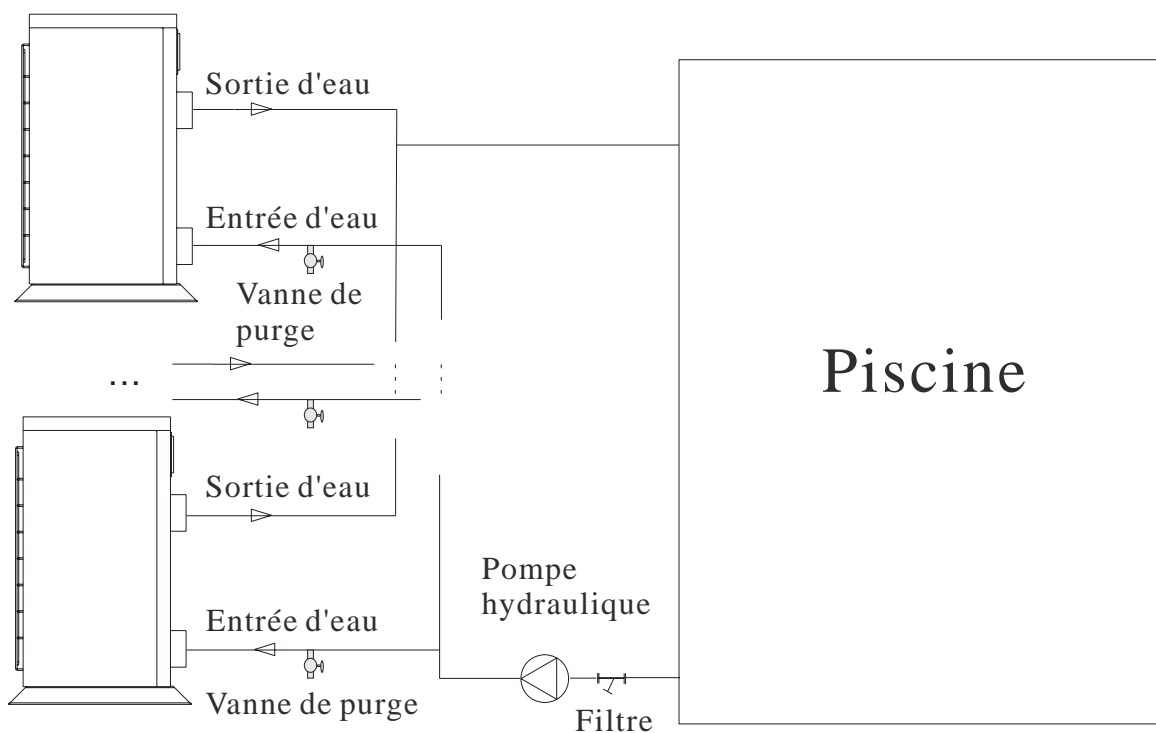 Sortie d'eau
Entrée d'eau
Vanne de
purge
...
Piscine
Sortie d'eau
Pompe
hydraulique
Entrée d'eau
Vanne de purge
Filtre